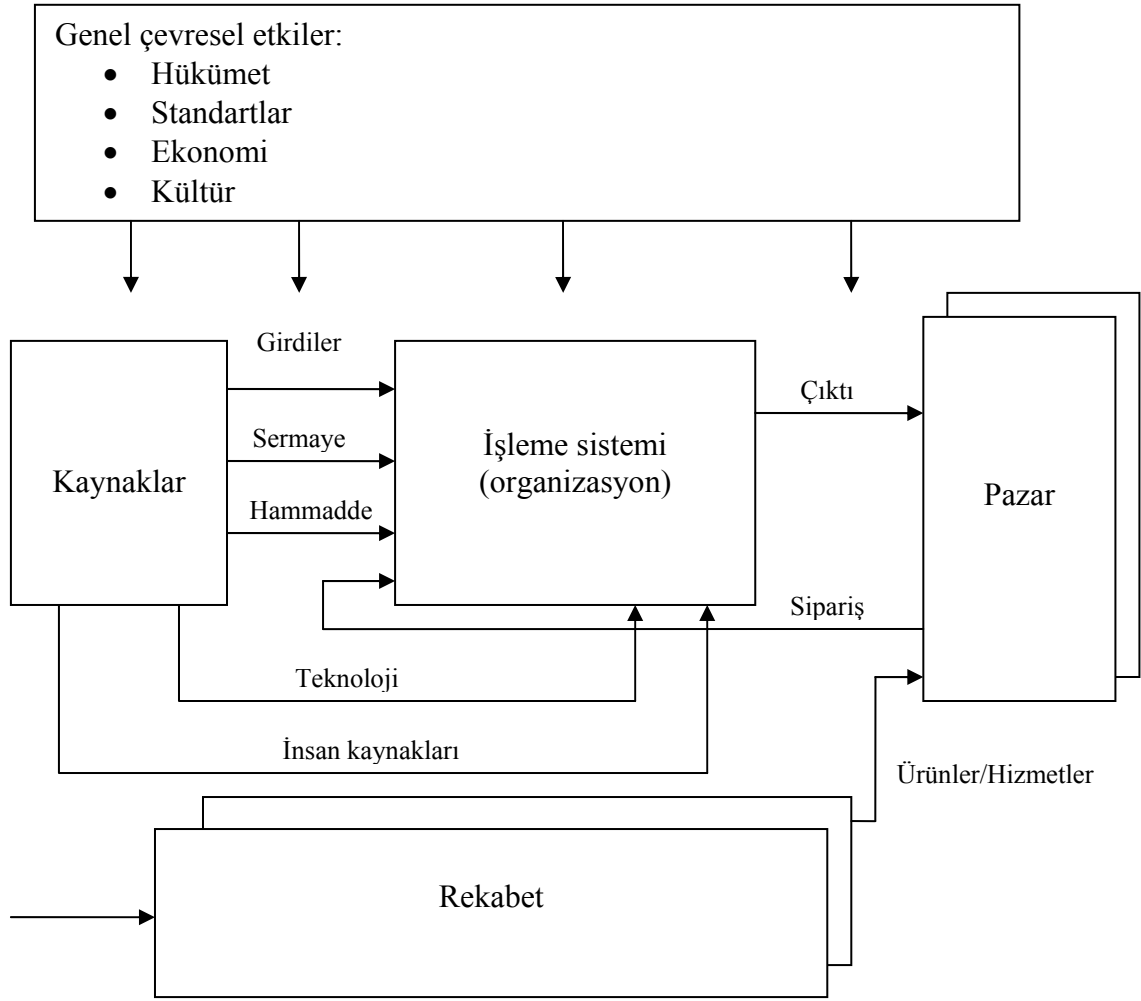 Genel çevresel etkiler:
• Hükümet
• Standartlar
• Ekonomi
• Kültür
Girdiler
Sermaye
Hammadde
Kaynaklar
İşleme sistemi
(organizasyon)
Çıktı
Pazar
Sipariş
Teknoloji
İnsan kaynakları
Ürünler/Hizmetler
Rekabet